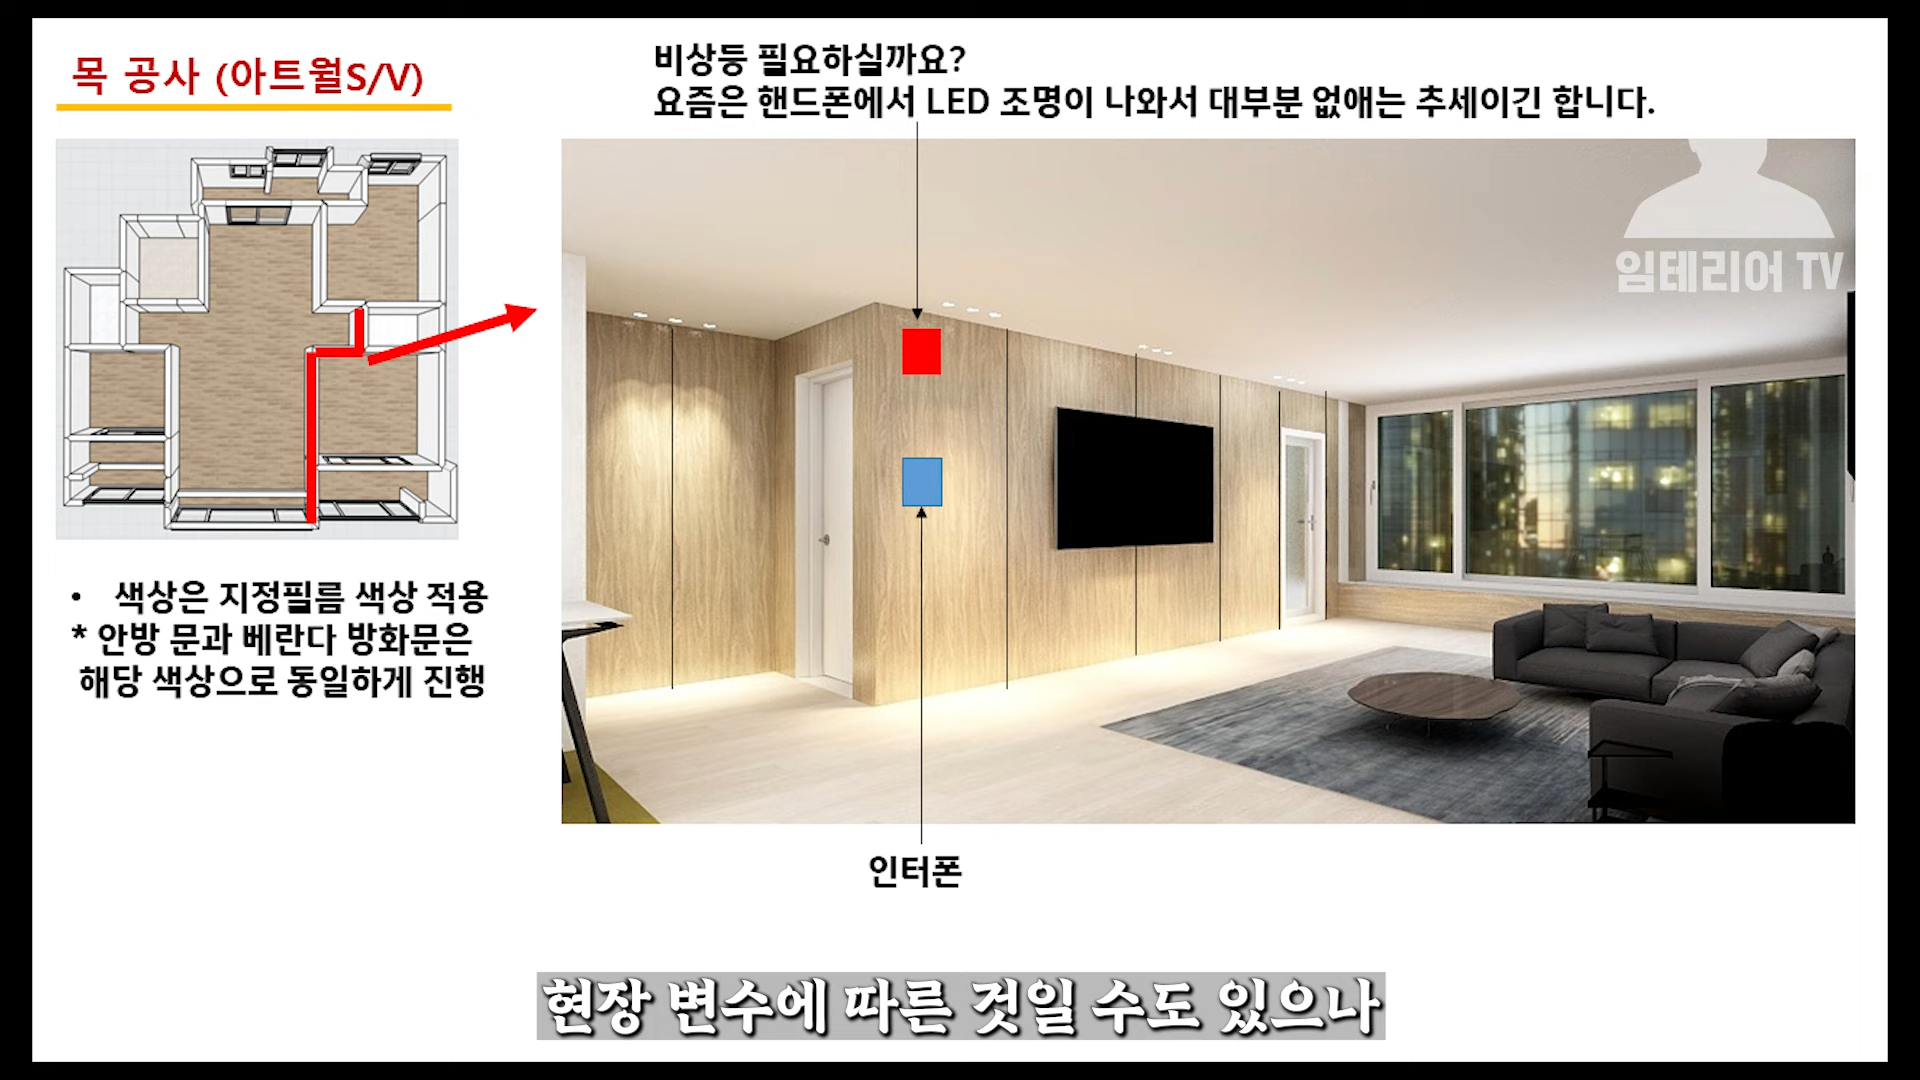 목 공사 (아트월S/V)
비상등 필요하실까요?
요즘은 핸드폰에서 LED 조명이 나와서 대부분 없애는 추세이긴 합니다.
임테리어 TV
• 색상은 지정필름 색상 적용
* 안방 문과 베란다 방화문은
해당 색상으로 동일하게 진행
인터폰
현장 변수에 따른 것일 수도 있으나